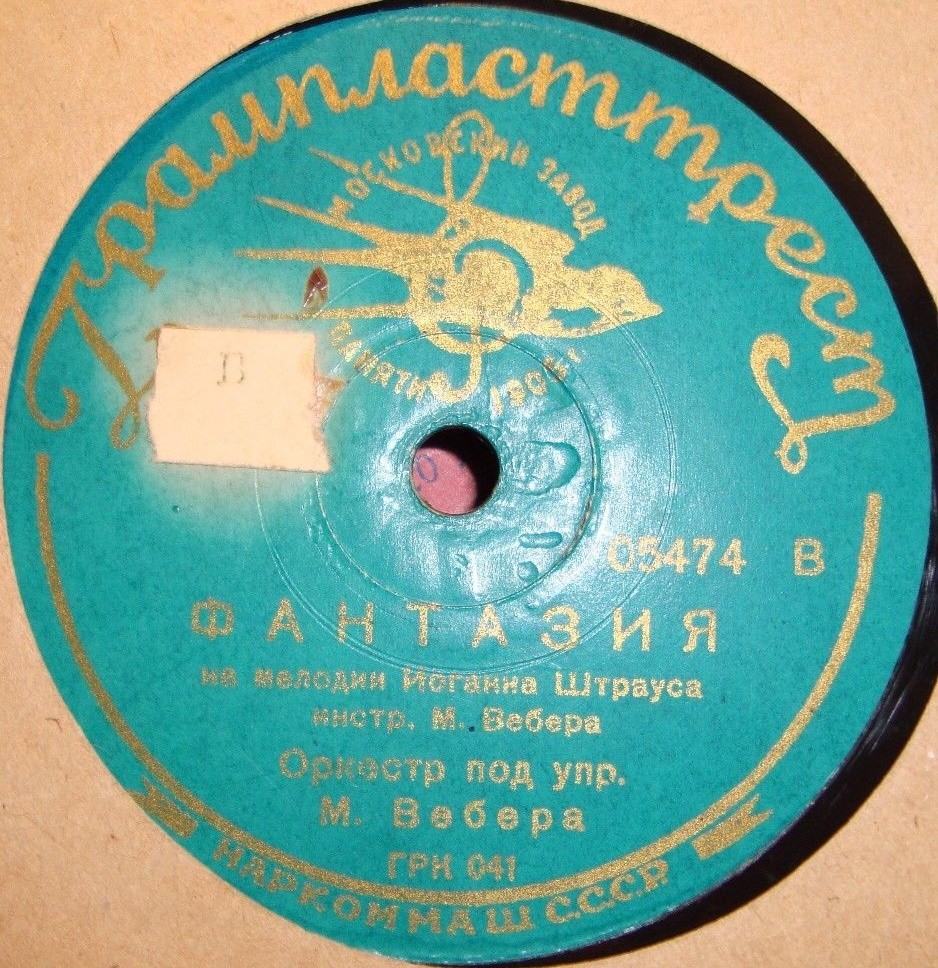 Грампласттрест
МОСКОВСКИЙ ЗАВОД
ПАМЯТИ 1905 г.
В
05474 В
ФАНТАЗИЯ
на мелодии Иоганна Штрауса
инстр. М. Вебера
Оркестр под упр.
М. Вебера
ГРК 041
НАРКОММАШ С.С.С.Р.